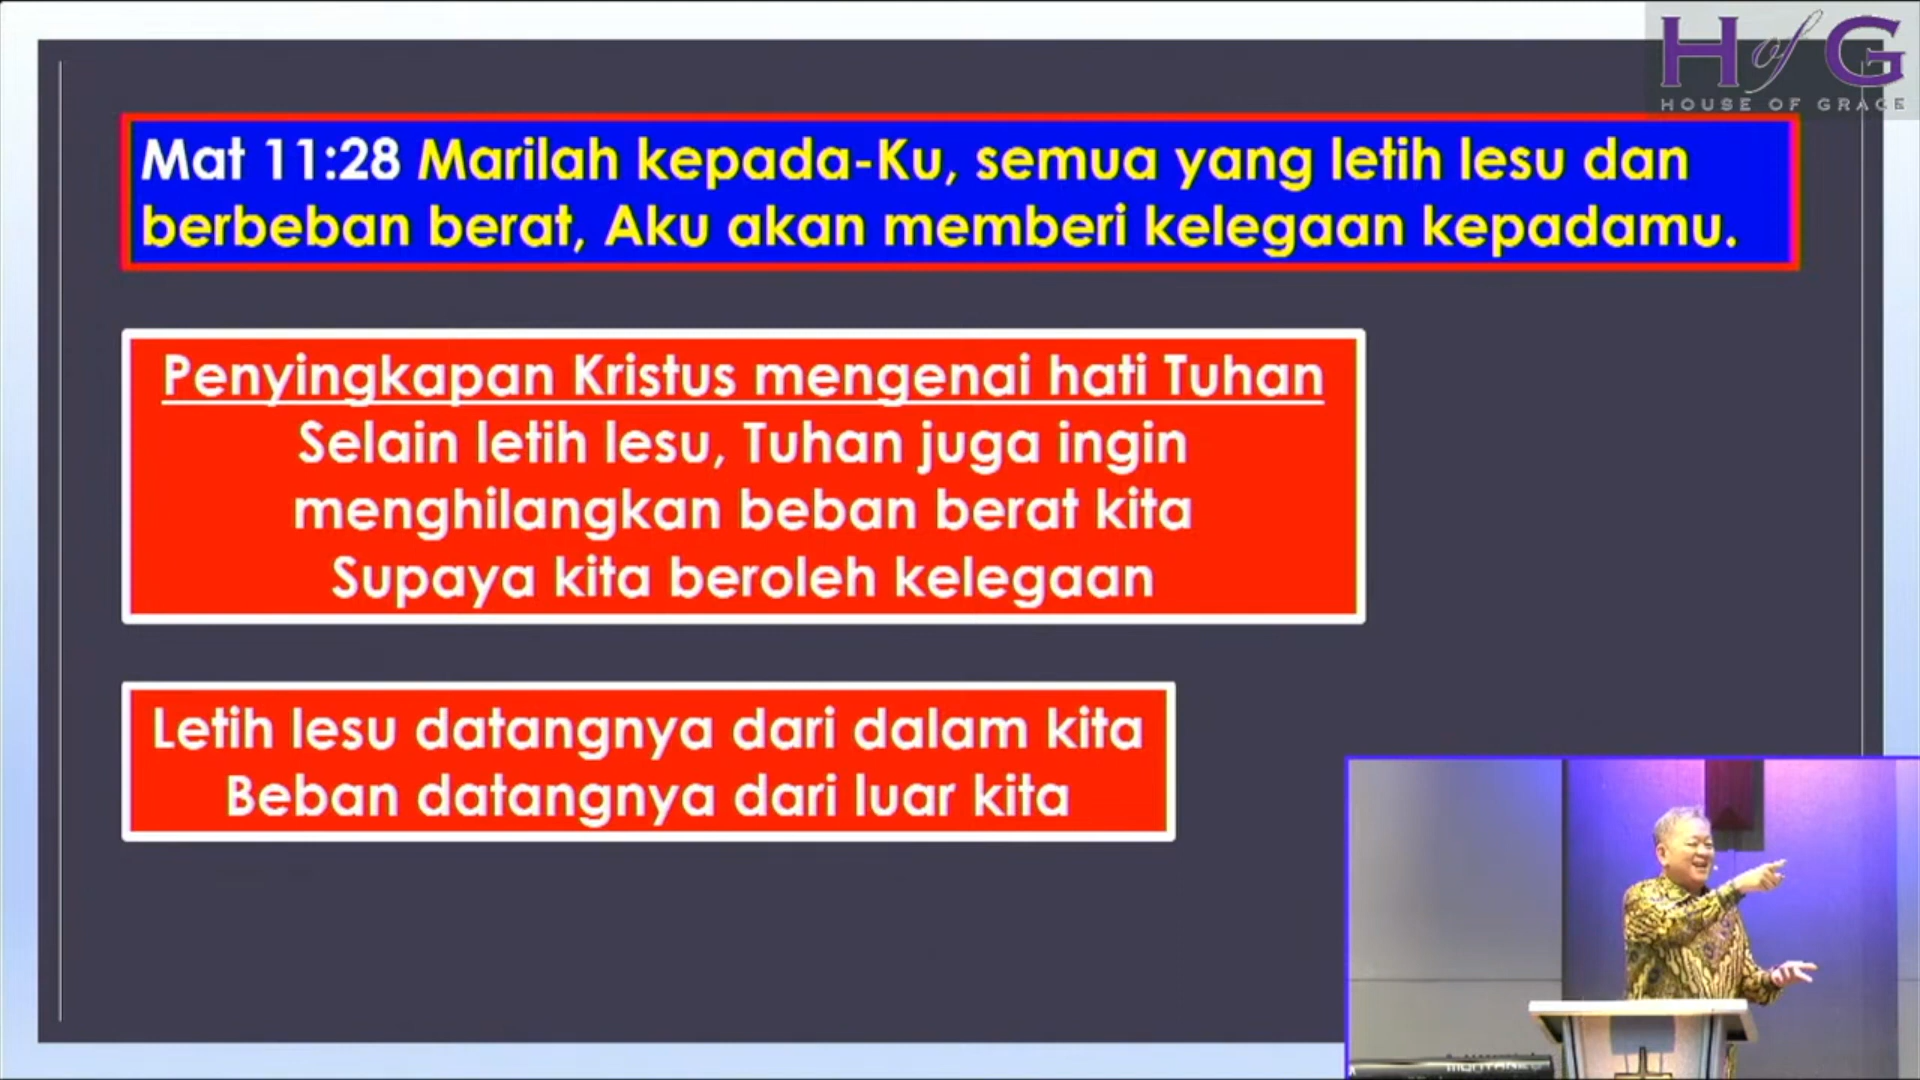 H of G
HOUSE OF GRACE
Mat 11:28 Marilah kepada-Ku, semua yang letih lesu dan
berbeban berat, Aku akan memberi kelegaan kepadamu.
Penyingkapan Kristus mengenai hati Tuhan
Selain letih lesu, Tuhan juga ingin
menghilangkan beban berat kita
Supaya kita beroleh kelegaan
Letih lesu datangnya dari dalam kita
Beban datangnya dari luar kita